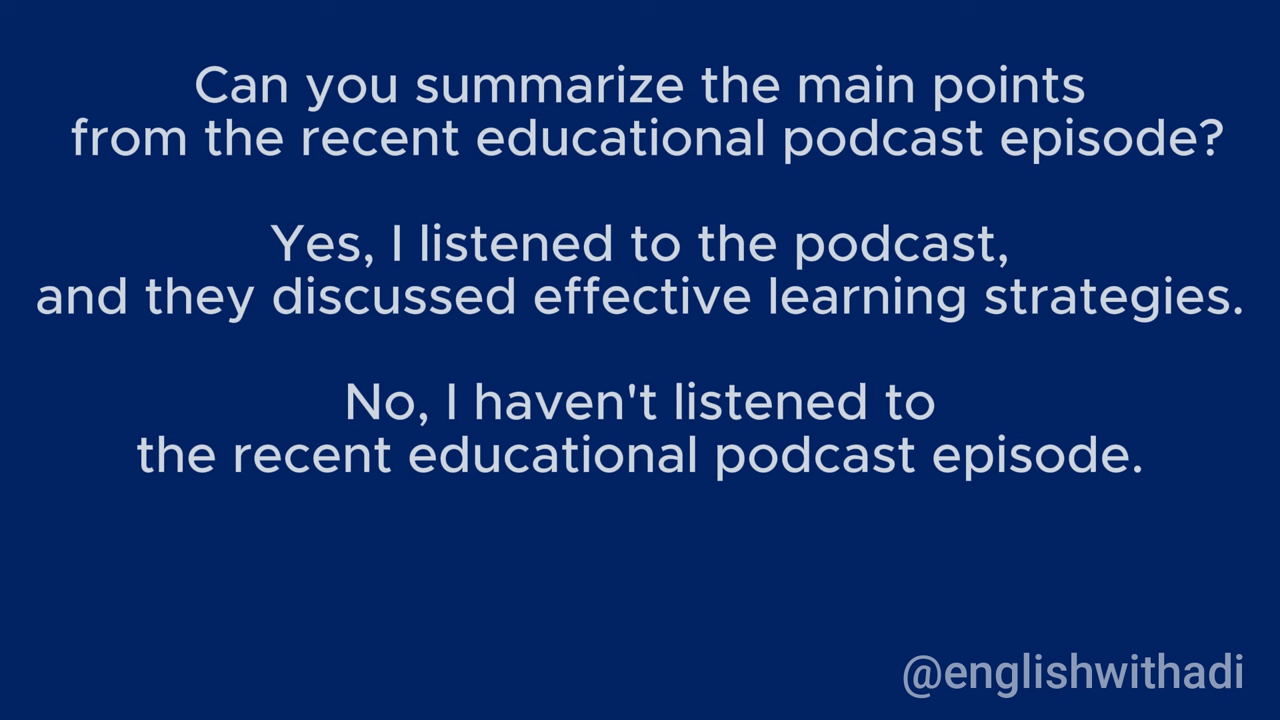 Can you summarize the main points
from the recent educational podcast episode?
Yes, I listened to the podcast,
and they discussed effective learning strategies.
No, I haven't listened to
the recent educational podcast episode.
@englishwithadi